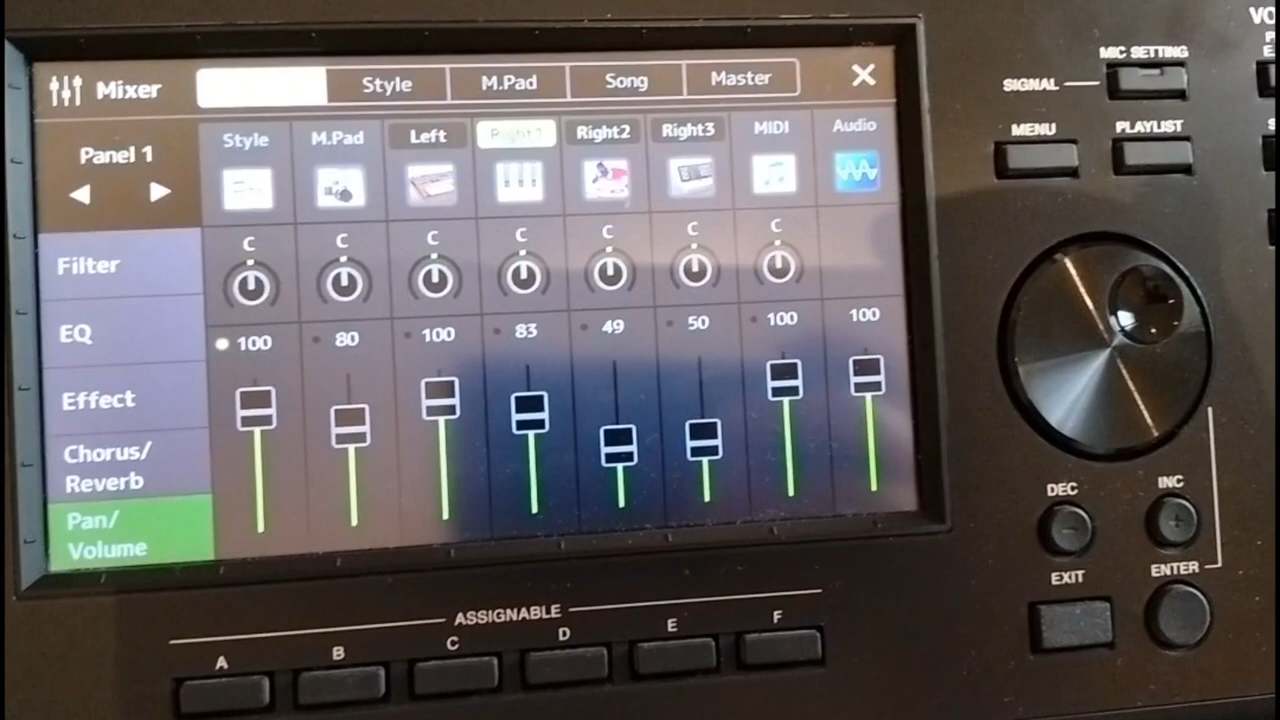 Mixer Style M.Pad Song Master X
Panel 1
Style M.Pad Left Right1 Right2 Right3 MIDI Audio
C C C C C C C
Filter
EQ
100 80 100 83 49 50 100 100
Effect
Chorus/
Reverb
Pan/
Volume
ASSIGNABLE
A B C D E F
MIC SETTING
SIGNAL
MENU PLAYLIST
DEC INC
- +
EXIT ENTER